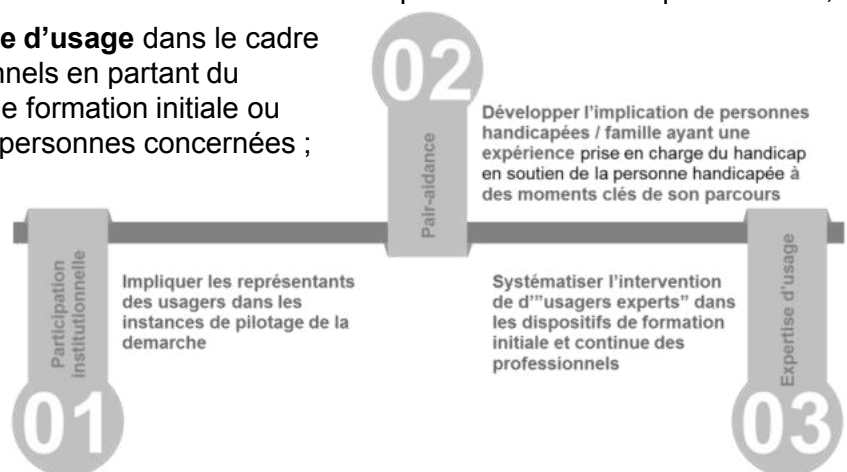 e d’usage dans le cadre
nnels en partant du
e formation initiale ou
personnes concernées ;
02
Pair-aidance
Développer l’implication de personnes
handicapées / famille ayant une
expérience prise en charge du handicap
en soutien de la personne handicapée à
des moments clés de son parcours
Participation
institutionnelle
01
Impliquer les représentants
des usagers dans les
instances de pilotage de la
demarche
Systématiser l’intervention
de d’"usagers experts” dans
les dispositifs de formation
initiale et continue des
professionnels
Expertise d’usage
03